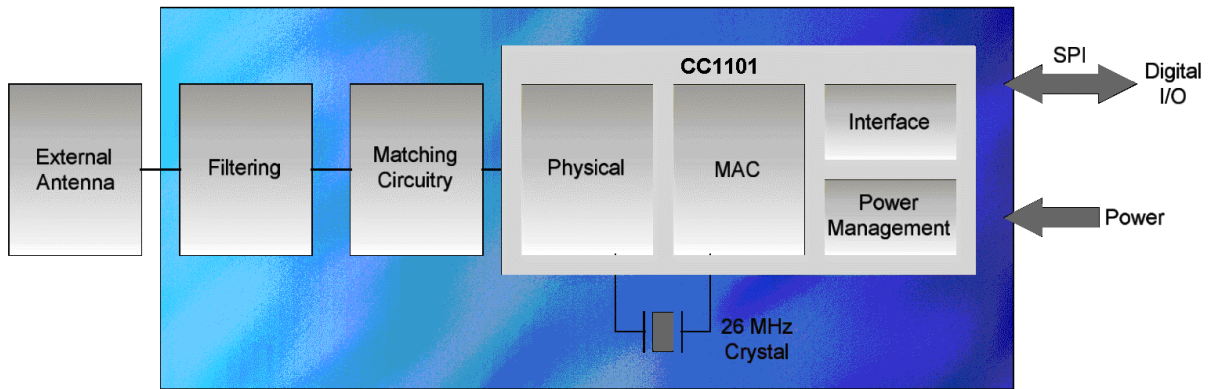 External
Antenna
Filtering
Matching
Circuitry
CC1101
Physical
MAC
Interface
Power
Management
26 MHz
Crystal
SPI
Digital
I/O
Power